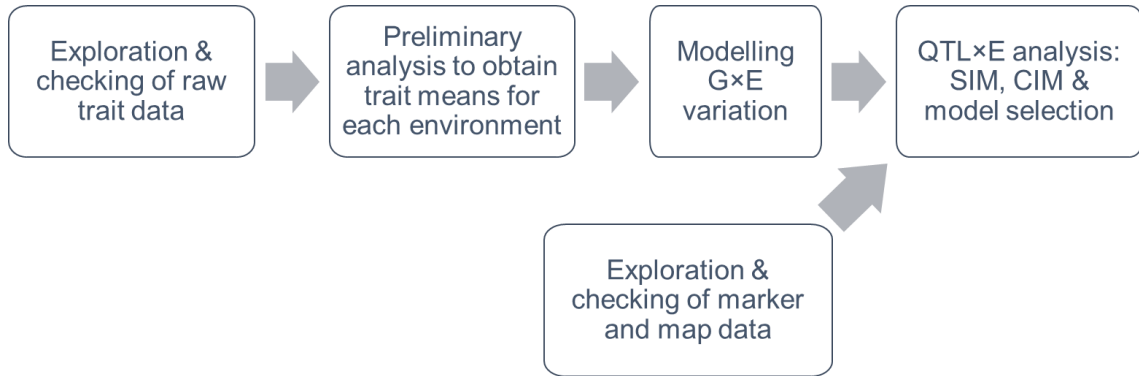 Exploration &
checking of raw
trait data
Preliminary
analysis to obtain
trait means for
each environment
Modelling
G×E
variation
QTL×E analysis:
SIM, CIM &
model selection
Exploration &
checking of marker
and map data